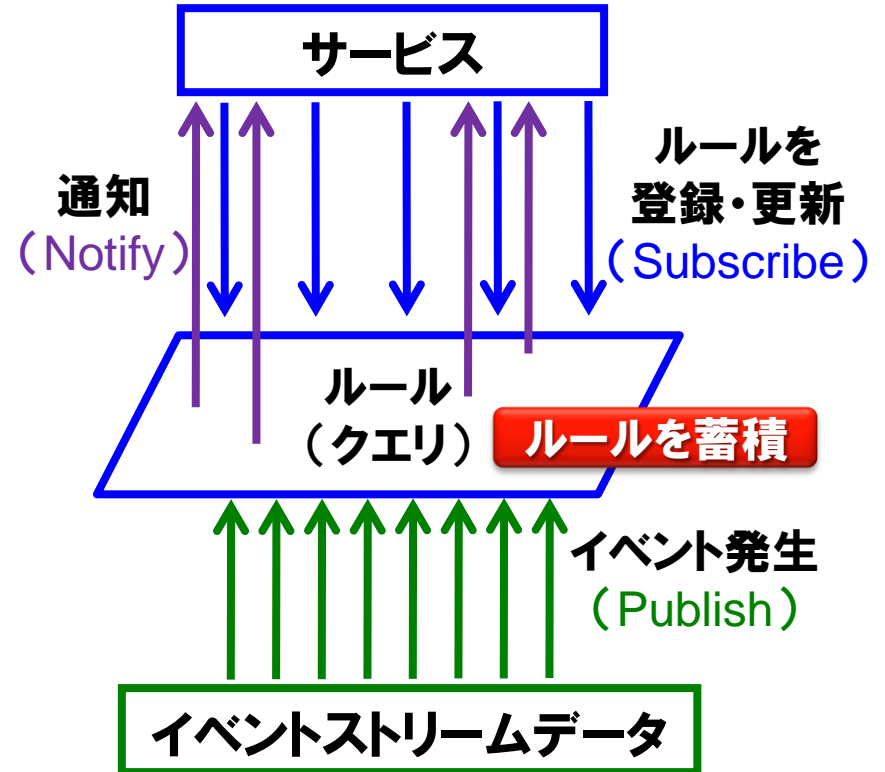 サービス
通知
（Notify）
ルールを
登録・更新
（Subscribe）
ルール
（クエリ）
ルールを蓄積
イベント発生
（Publish）
イベントストリームデータ